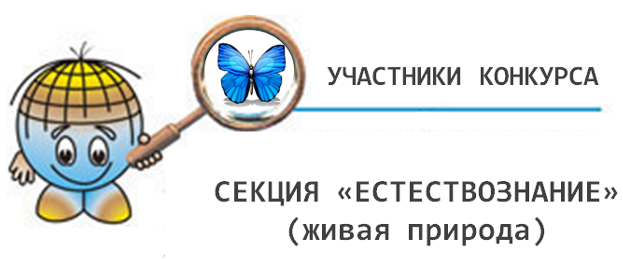 УЧАСТНИКИ КОНКУРСА
СЕКЦИЯ «ЕСТЕСТВОЗНАНИЕ»
(живая природа)